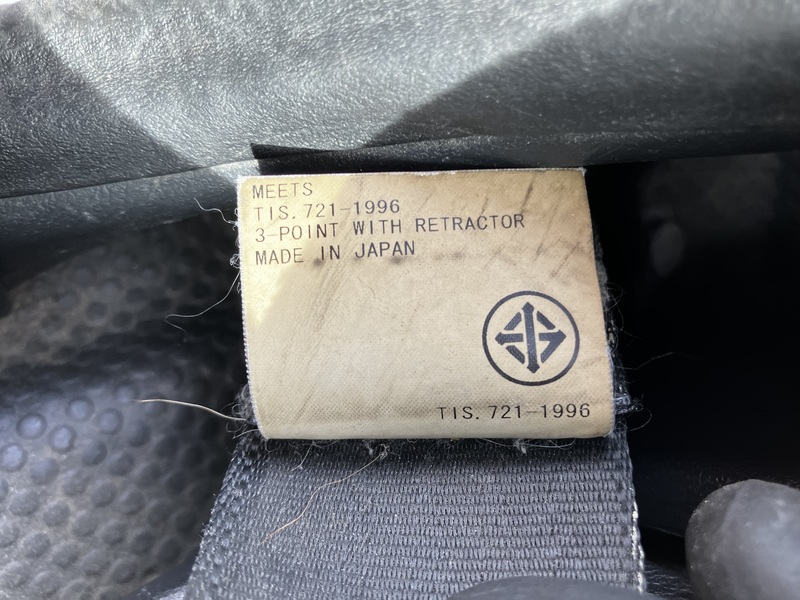 MEETS
TIS. 721-1996
3-POINT WITH RETRACTOR
MADE IN JAPAN
TIS. 721-1996